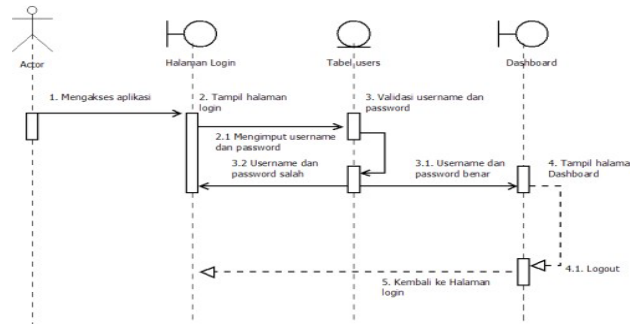 Actor
Halaman Login
Tabel users
Dashboard
1. Mengakses aplikasi
2. Tampil halaman
login
3. Validasi username dan
password
2.1 Mengimput username
dan password
3.2 Username dan
password salah
3.1. Username dan
password benar
4. Tampil halama
Dashboard
4.1. Logout
5. Kembali ke Halaman
login